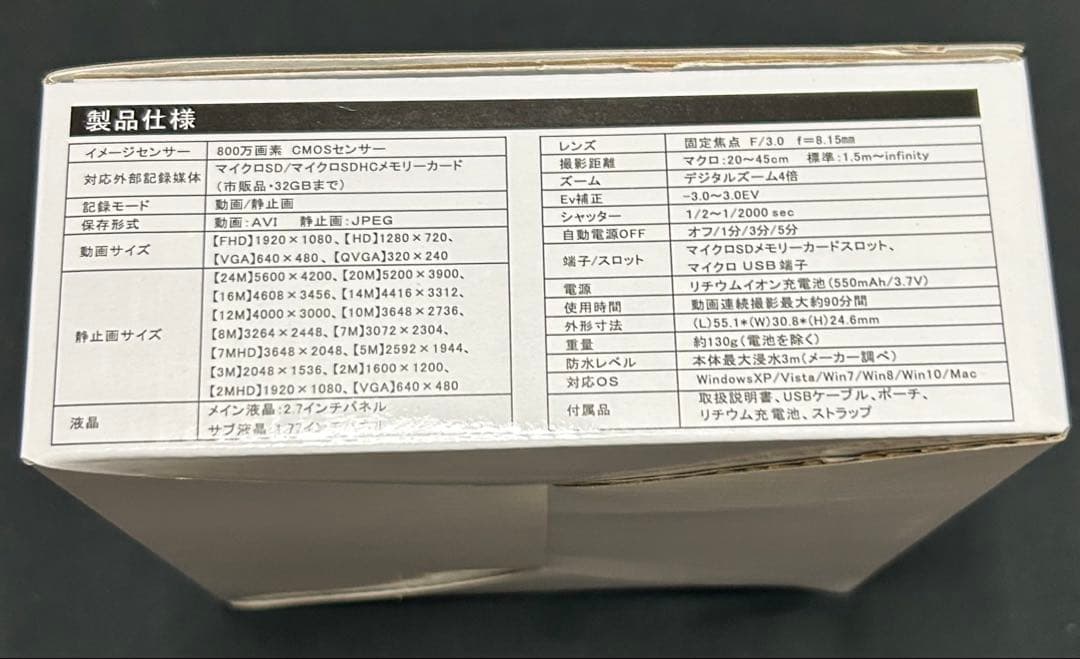 製品仕様
イメージセンサー 800万画素 CMOSセンサー
対応外部記録媒体 マイクロSD/マイクロSDHCメモリーカード
(市販品・32GBまで)
記録モード 動画/静止画
保存形式 動画:AVI 静止画:JPEG
動画サイズ 【FHD】1920×1080、【HD】1280×720、
【VGA】640×480、【QVGA】320×240
静止画サイズ 【24M】5600×4200、【20M】5200×3900、
【16M】4608×3456、【14M】4416×3312、
【12M】4000×3000、【10M】3648×2736、
【8M】3264×2448、【7M】3072×2304、
【7MHD】3648×2048、【5M】2592×1944、
【3M】2048×1536、【2M】1600×1200、
【2MHD】1920×1080、【VGA】640×480
液晶 メイン液晶:2.7インチパネル
サブ液晶:1.77インチパネル
レンズ 固定焦点 F/3.0 f=8.15mm
撮影距離 マクロ:20～45cm 標準:1.5m～infinity
ズーム デジタルズーム4倍
Ev補正 -3.0～3.0EV
シャッター 1/2～1/2000 sec
自動電源OFF オフ/1分/3分/5分
端子/スロット マイクロSDメモリーカードスロット、
マイクロ USB端子
電源 リチウムイオン充電池(550mAh/3.7V)
使用時間 動画連続撮影最大約90分間
外形寸法 (L)55.1*(W)30.8*(H)24.6mm
重量 約130g(電池を除く)
防水レベル 本体最大浸水3m(メーカー調べ)
対応OS WindowsXP/Vista/Win7/Win8/Win10/Mac
付属品 取扱説明書、USBケーブル、ポーチ、
リチウム充電池、ストラップ